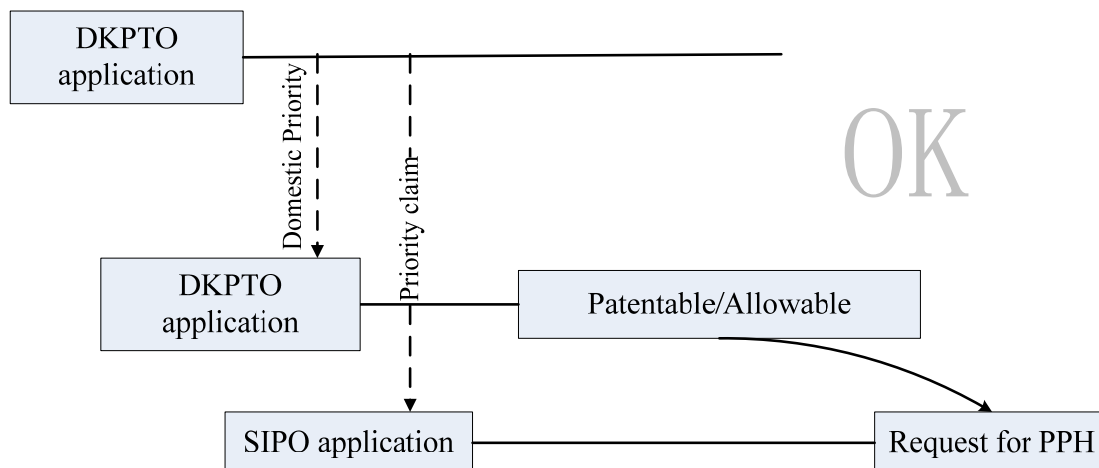 DKPTO
application
Domestic Priority
Priority claim
OK
DKPTO
application
Patentable/Allowable
SIPO application
Request for PPH